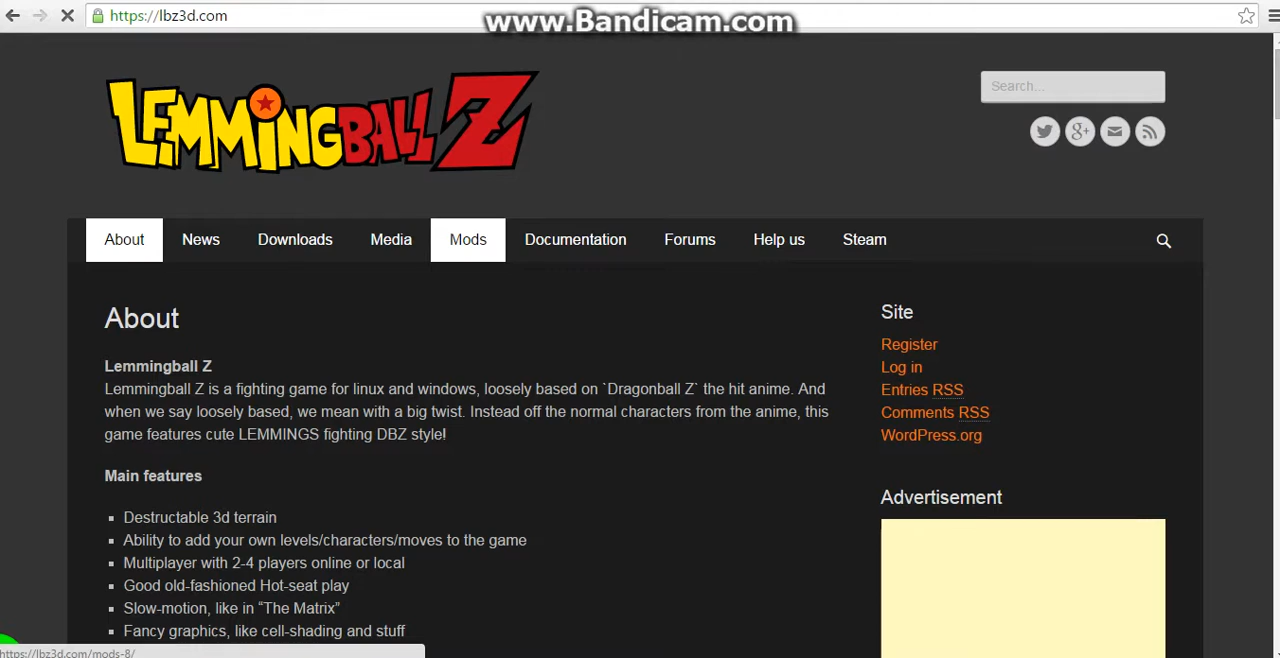 https://lbz3d.com
www.Bandicam.com
LEMMINGBALL Z
Search...
About News Downloads Media Mods Documentation Forums Help us Steam
About
Lemmingball Z
Lemmingball Z is a fighting game for linux and windows, loosely based on `Dragonball Z` the hit anime. And
when we say loosely based, we mean with a big twist. Instead off the normal characters from the anime, this
game features cute LEMMINGS fighting DBZ style!
Main features
Destructable 3d terrain
Ability to add your own levels/characters/moves to the game
Multiplayer with 2-4 players online or local
Good old-fashioned Hot-seat play
Slow-motion, like in “The Matrix”
Fancy graphics, like cell-shading and stuff
Site
Register
Log in
Entries RSS
Comments RSS
WordPress.org
Advertisement
https://lbz3d.com/mods-8/